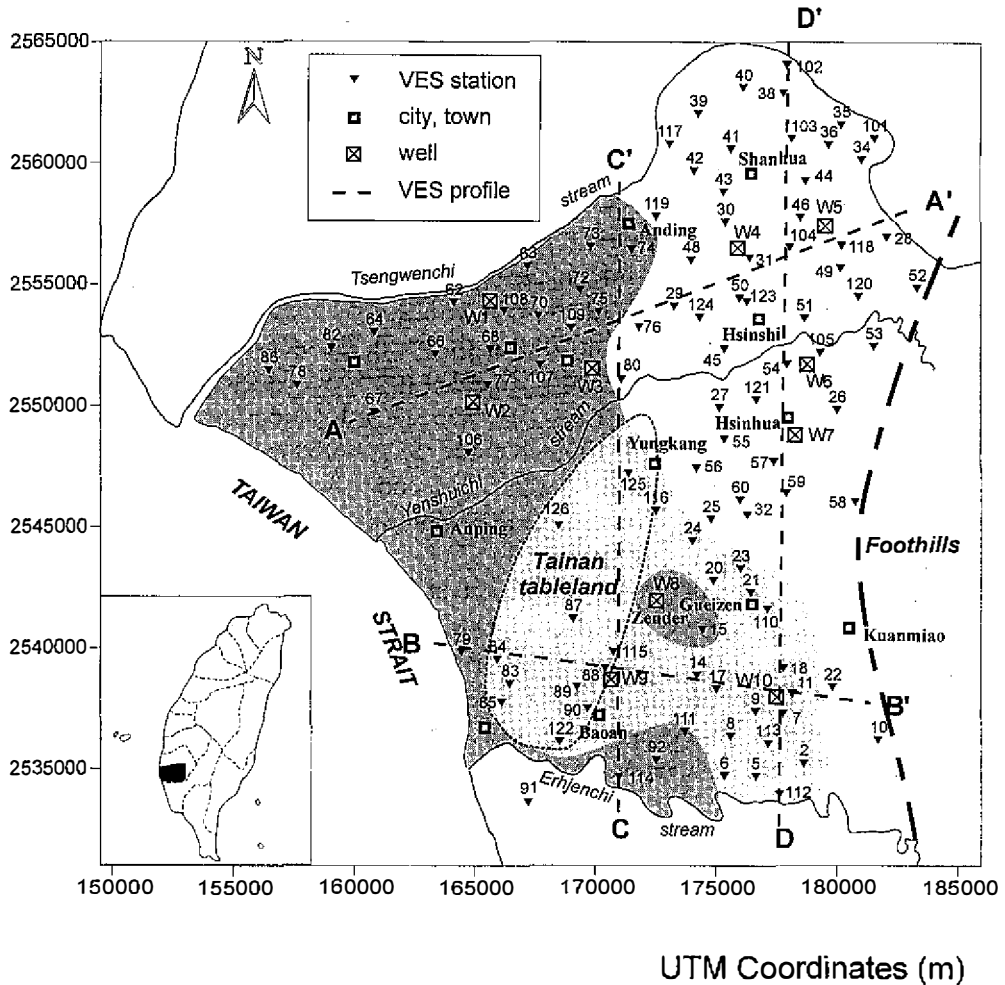 D'
2565000
N
VES station
city, town
well
VES profile
102
40
38
39
35
103
101
117
41
36
34
2560000
C'
Shanhua
42
44
43
stream
A'
119
30
46
W5
Anding
W4
104
73
74
48
31
118
28
2555000
63
Tsengwenchi
72
49
52
62
50
120
108
70
75
29
123
W1
109
124
51
64
76
Hsinshi
53
82
68
105
66
45
86
107
54
W3
80
W6
78
77
121
2550000
67
W2
27
26
A
Hsinhua
W7
stream
55
106
Yungkang
57
56
Yenshuichi
125
59
TAIWAN
60
58
116
126
25
32
2545000
Anping
24
Foothills
23
Tainan
tableland
20
W8
21
87
Gueizen
Zender
110
15
Kuanmiao
STRAIT
2540000
B
79
84
115
14
18
83
88
W9
17
W10
11
22
89
9
B'
85
90
7
10
Baoan
111
8
113
122
92
2
2535000
6
5
114
Erhjenchi
112
91
stream
C
D
150000
155000
160000
165000
170000
175000
180000
185000
UTM Coordinates (m)